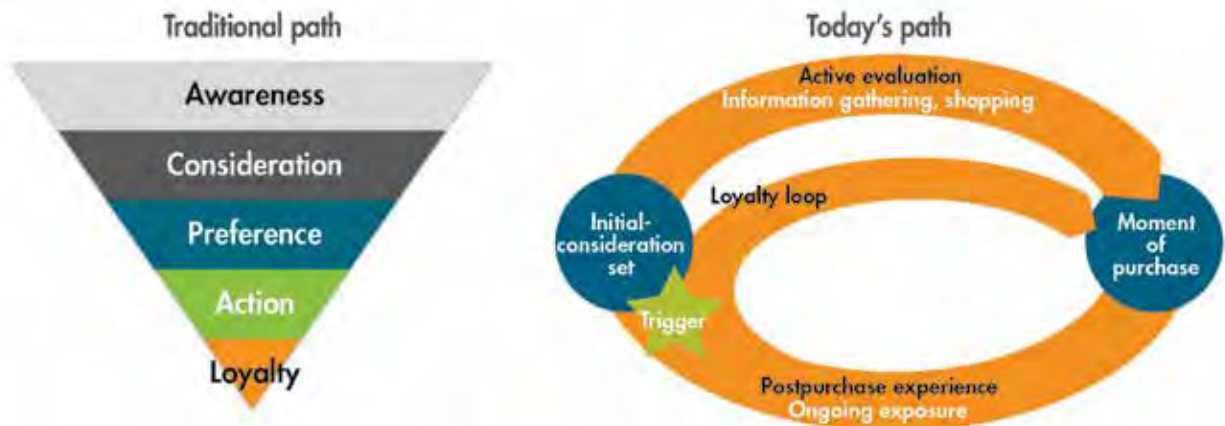 Traditional path
Awareness
Consideration
Preference
Action
Loyalty
Today's path
Active evaluation
Information gathering, shopping
Loyalty loop
Initial-
consideration
set
Trigger
Moment
of
purchase
Postpurchase experience
Ongoing exposure